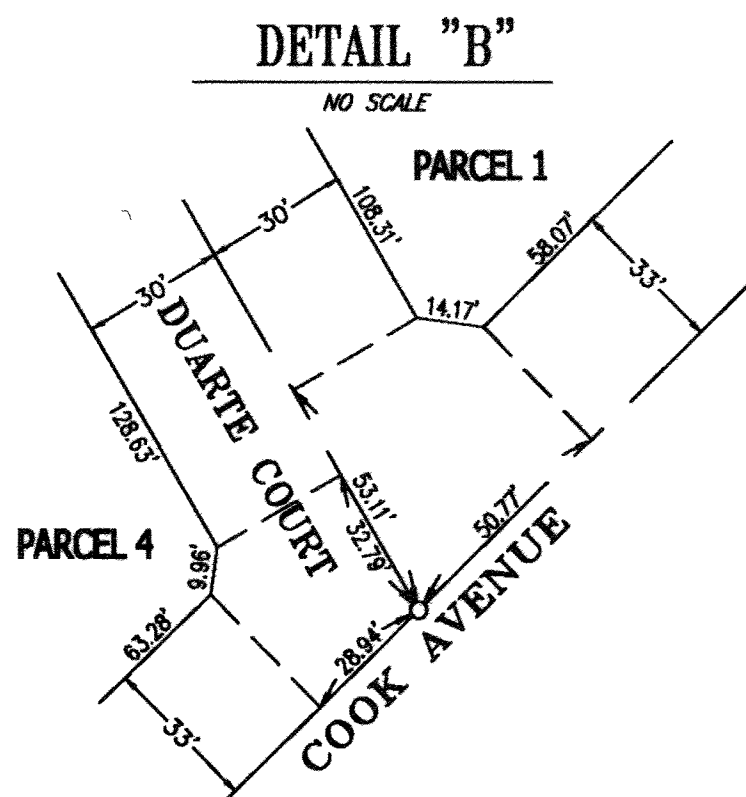 DETAIL "B"
NO SCALE
PARCEL 1
108.31'
30'
30'
58.07'
33'
14.17'
DUARTE COURT
128.63'
53.11'
32.79'
50.77'
PARCEL 4
9.96'
63.28'
28.94'
COOK AVENUE
33'